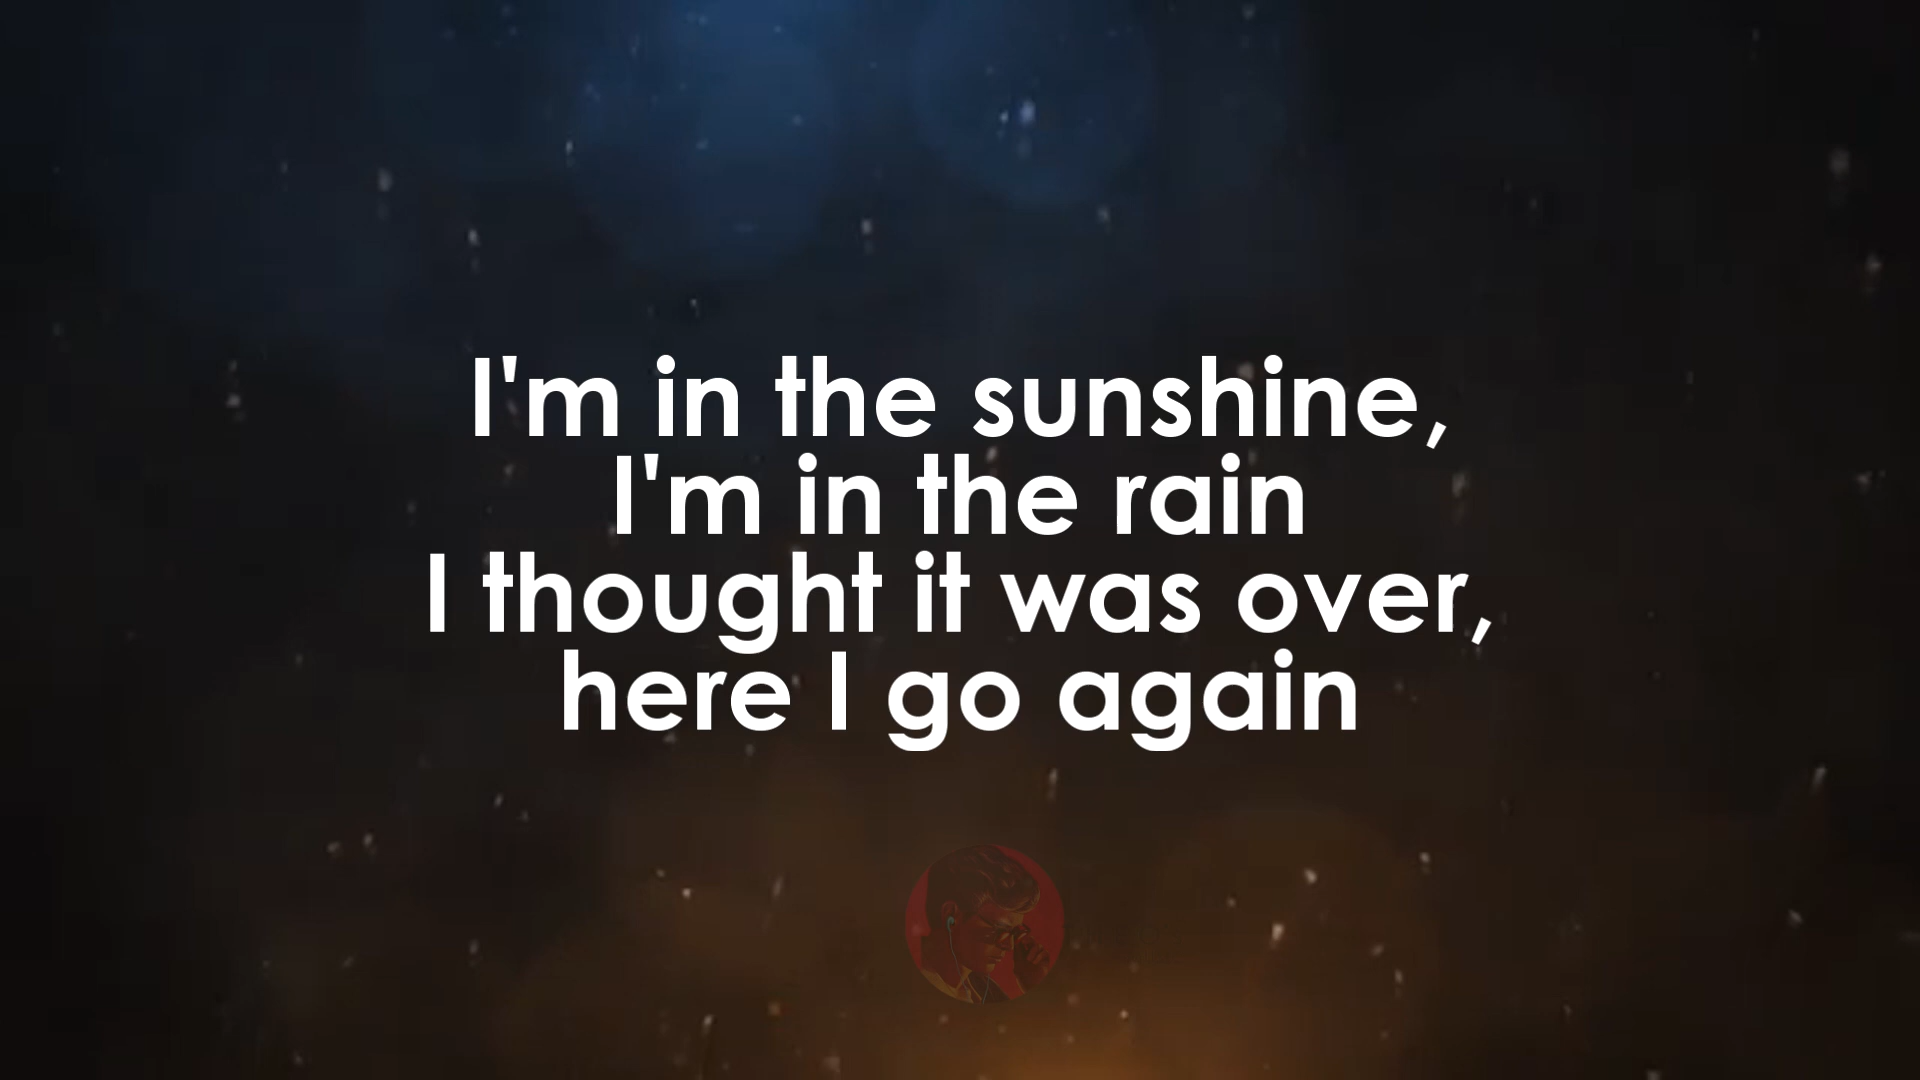 I'm in the sunshine,
I'm in the rain
I thought it was over,
here I go again